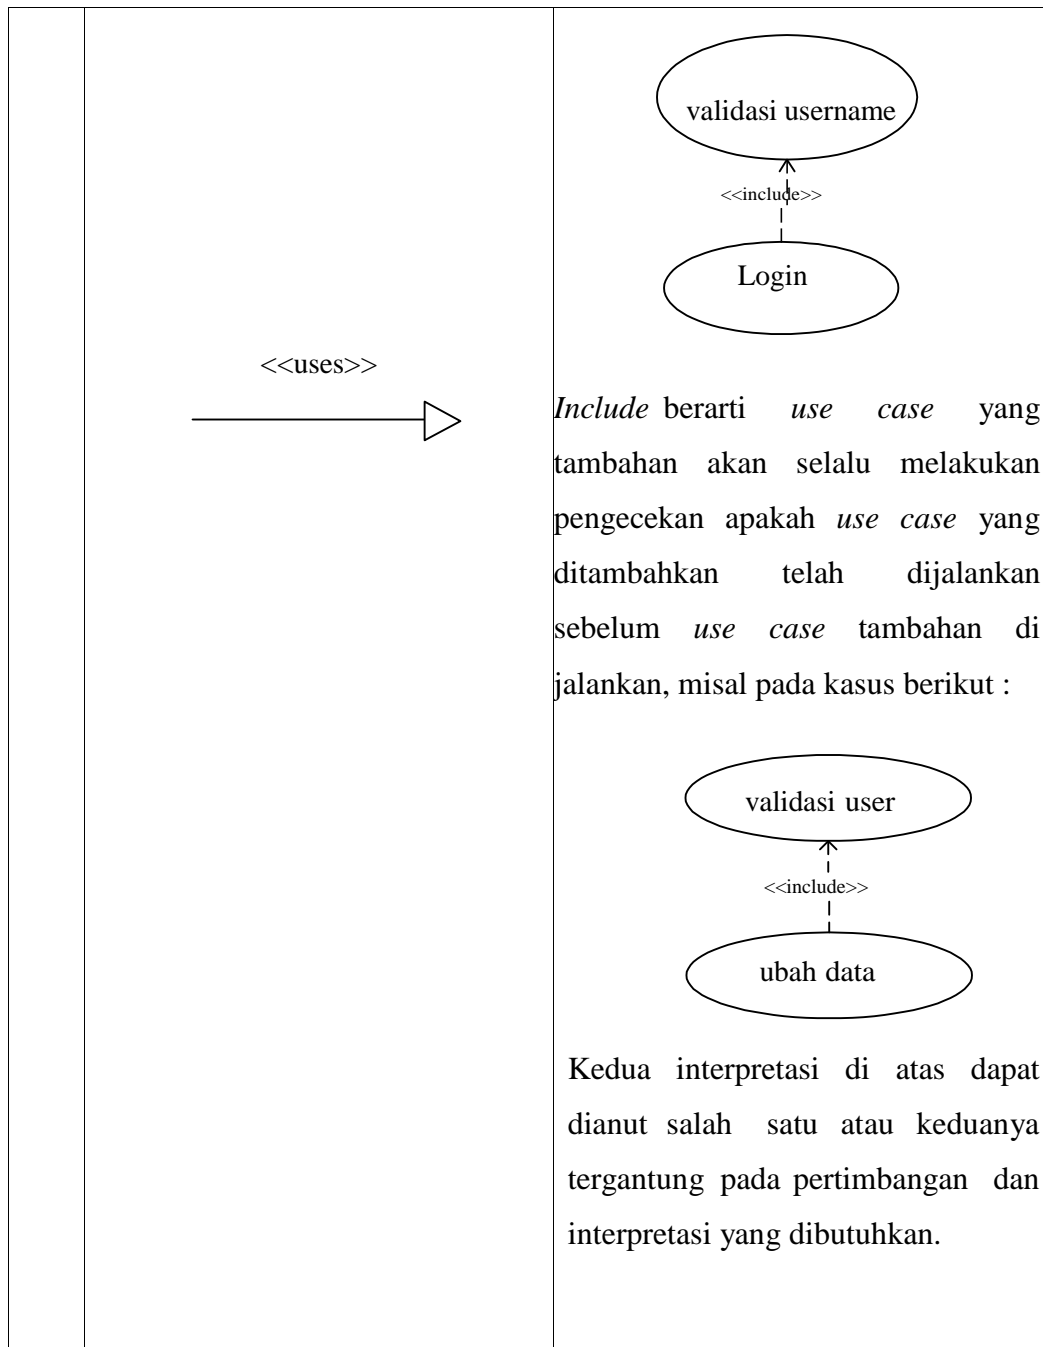 validasi username
<<include>>
Login
<<uses>>
Include berarti use case yang
tambahan akan selalu melakukan
pengecekan apakah use case yang
ditambahkan telah dijalankan
sebelum use case tambahan di
jalankan, misal pada kasus berikut :
validasi user
<<include>>
ubah data
Kedua interpretasi di atas dapat
dianut salah satu atau keduanya
tergantung pada pertimbangan dan
interpretasi yang dibutuhkan.